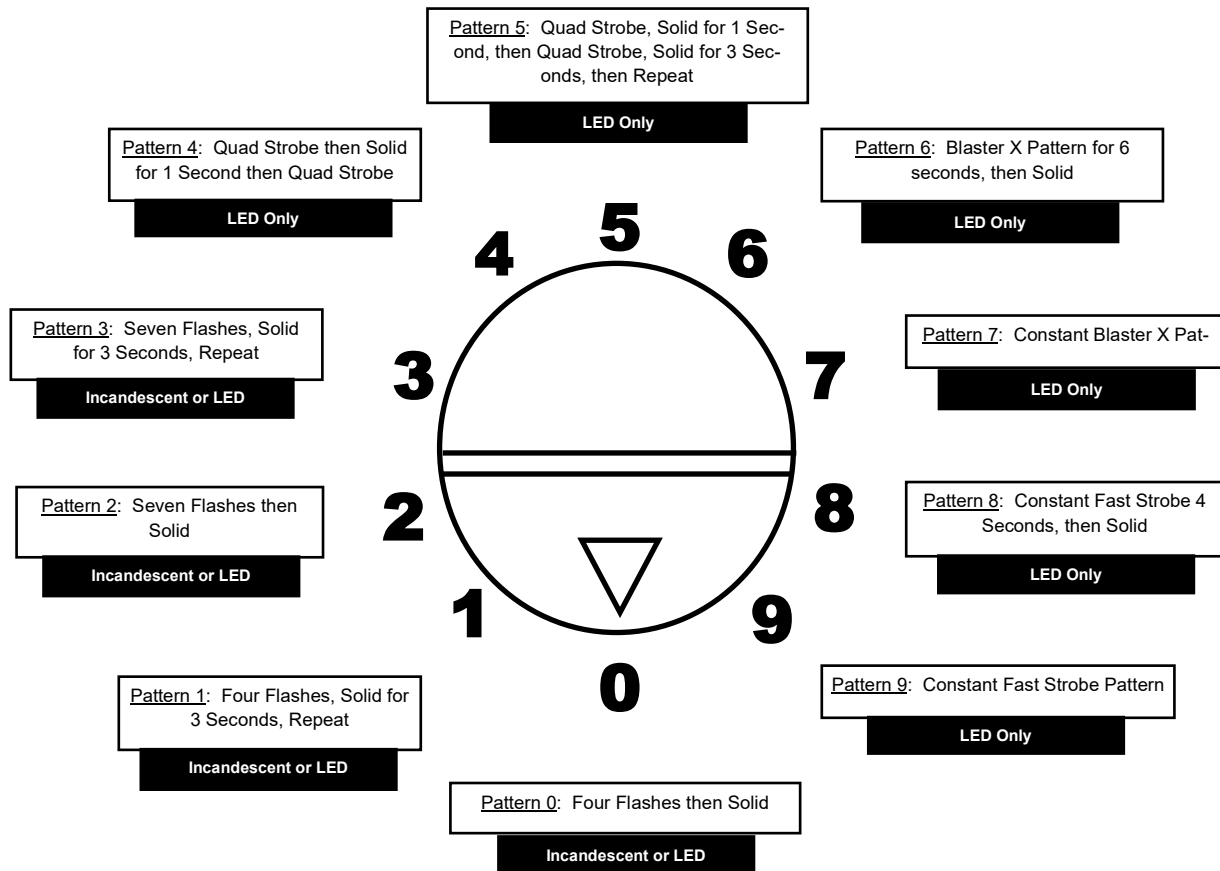 Pattern 5: Quad Strobe, Solid for 1 Sec-
ond, then Quad Strobe, Solid for 3 Sec-
onds, then Repeat
LED Only
Pattern 4: Quad Strobe then Solid
for 1 Second then Quad Strobe
LED Only
Pattern 6: Blaster X Pattern for 6
seconds, then Solid
LED Only
5
4
6
Pattern 3: Seven Flashes, Solid
for 3 Seconds, Repeat
Incandescent or LED
3
7
Pattern 7: Constant Blaster X Pat-
LED Only
Pattern 2: Seven Flashes then
Solid
Incandescent or LED
2
8
Pattern 8: Constant Fast Strobe 4
Seconds, then Solid
LED Only
1
9
0
Pattern 1: Four Flashes, Solid for
3 Seconds, Repeat
Incandescent or LED
Pattern 9: Constant Fast Strobe Pattern
LED Only
Pattern 0: Four Flashes then Solid
Incandescent or LED